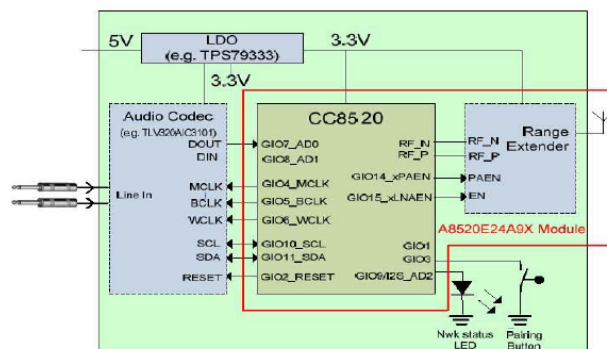 5V
LDO
(e.g. TPS79333)
3.3V
3.3V
Audio Codec
(e.g. TLV320AIC3101)
DOUT
DIN
Line In
MCLK
BCLK
WCLK
SCL
SDA
RESET
CC8520
GIO7_AD0
GIO8_AD1
GIO4_MCLK
GIO5_BCLK
GIO6_WCLK
GIO10_SCL
GIO11_SDA
GIO2_RESET
RF_N
RF_P
GIO14_xPAEN
GIO15_xLNAEN
GIO1
GIO3
GIO9/I2S_AD2
Range
Extender
RF_N
RF_P
PAEN
EN
A8520E24A9X Module
Nwk status
LED
Pairing
Button